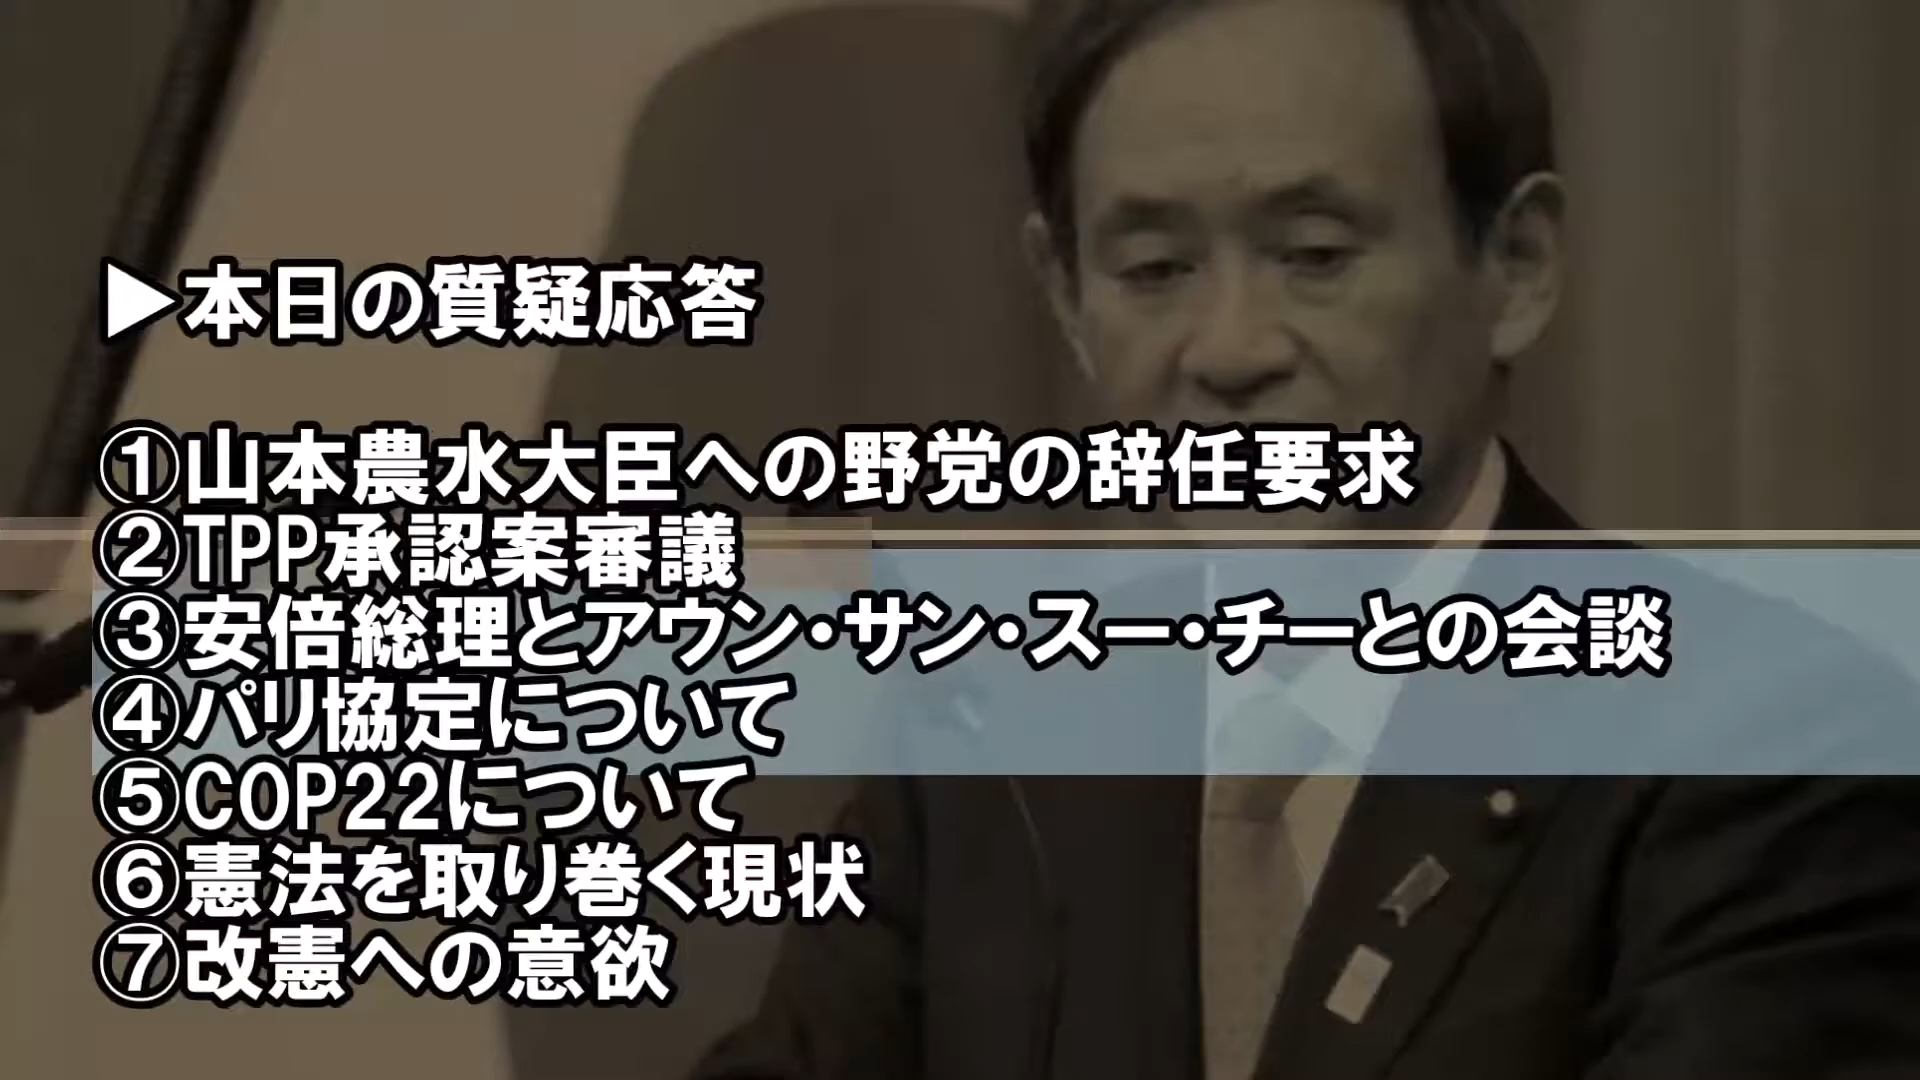 ▶本日の質疑応答
①山本農水大臣への野党の辞任要求
②TPP承認案審議
③安倍総理とアウン・サン・スー・チーとの会談
④パリ協定について
⑤COP22について
⑥憲法を取り巻く現状
⑦改憲への意欲